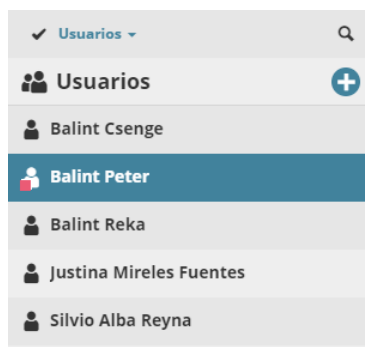 Usuarios
Usuarios
Balint Csenge
Balint Peter
Balint Reka
Justina Mireles Fuentes
Silvio Alba Reyna